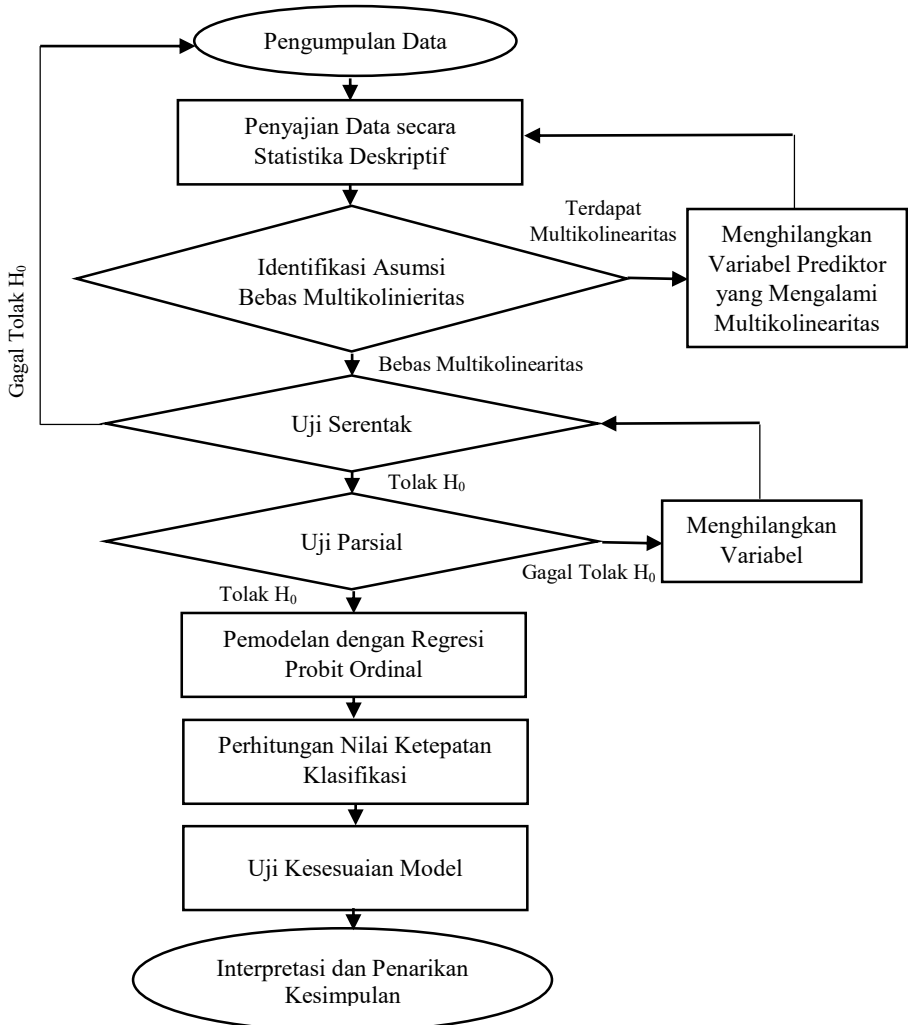 Pengumpulan Data
Penyajian Data secara
Statistika Deskriptif
Terdapat
Multikolinearitas
Identifikasi Asumsi
Bebas Multikolinieritas
Menghilangkan
Variabel Prediktor
yang Mengalami
Multikolinearitas
Gagal Tolak H₀
Bebas Multikolinearitas
Uji Serentak
Tolak H₀
Uji Parsial
Menghilangkan
Variabel
Gagal Tolak H₀
Tolak H₀
Pemodelan dengan Regresi
Probit Ordinal
Perhitungan Nilai Ketepatan
Klasifikasi
Uji Kesesuaian Model
Interpretasi dan Penarikan
Kesimpulan